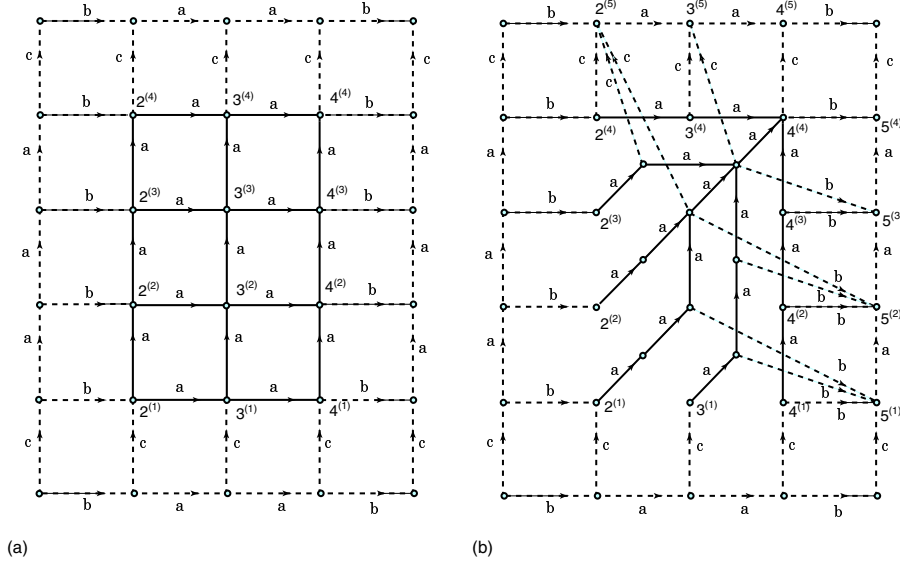 b a a b b 2(5) a 3(5) a 4(5) b
c c c c c c c c c c c c
2(4) a 3(4) a 4(4) b
b b a a b
2(4) 3(4) 4(4) 5(4)
a a a a a a a a
2(3) a 3(3) a 4(3) b
b b 2(3) a 4(3) b 5(3)
a a a a a a a a a a
2(2) a 3(2) a 4(2) b
b b 2(2) a b b 4(2) b 5(2)
a a a a a a a a a a
b a a b b a b b
2(1) 3(1) 4(1) 2(1) 3(1) 4(1) b 5(1)
c c c c c c c c c c
b a a b b a a b
(a) (b)